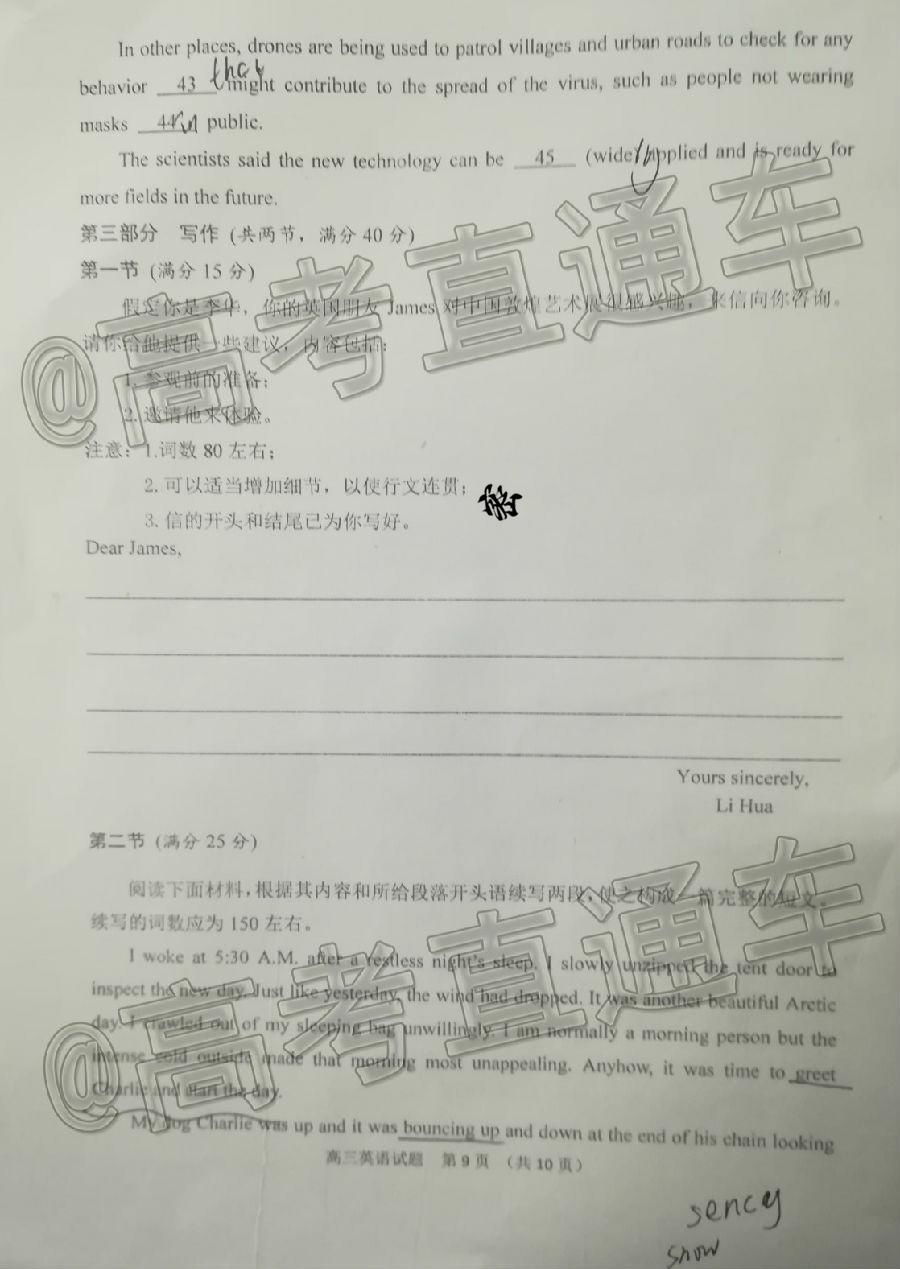 In other places, drones are being used to patrol villages and urban roads to check for any
behavior 43 that might contribute to the spread of the virus, such as people not wearing
masks 44 in public.
The scientists said the new technology can be 45 (wide) applied and is ready for
more fields in the future.
第三部分 写作 (共两节，满分 40 分)
第一节 (满分 15 分)
假定你是李华，你的英国朋友 James 对中国敦煌艺术展很感兴趣，来信向你咨询。
请你给他提供一些建议，内容包括：
1. 参观前的准备；
2. 邀请他来体验。
注意：1.词数 80 左右；
2. 可以适当增加细节，以使行文连贯；
3. 信的开头和结尾已为你写好。
Dear James,
Yours sincerely,
Li Hua
第二节 (满分 25 分)
阅读下面材料，根据其内容和所给段落开头语续写两段，使之构成一篇完整的短文。
续写的词数应为 150 左右。
I woke at 5:30 A.M. after a restless night's sleep. I slowly unzipped the tent door to
inspect the new day. Just like yesterday, the wind had dropped. It was another beautiful Arctic
day! I crawled out of my sleeping bag unwillingly. I am normally a morning person but the
intense cold outside made that morning most unappealing. Anyhow, it was time to greet
Charlie and start the day.
My dog Charlie was up and it was bouncing up and down at the end of his chain looking
高三英语试题 第 9 页 （共 10 页）
sency
snow
@高考直通车
@高考直通车